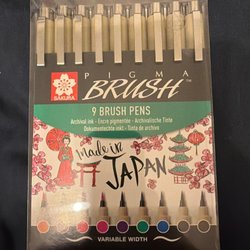 PIGMA
BRUSH
SAKURA
9 BRUSH PENS
Archival ink - Encre pigmentée - Archivalische Tinte
Dokumentechte inkt - Tinta de archivo
Made in
JAPAN
VARIABLE WIDTH